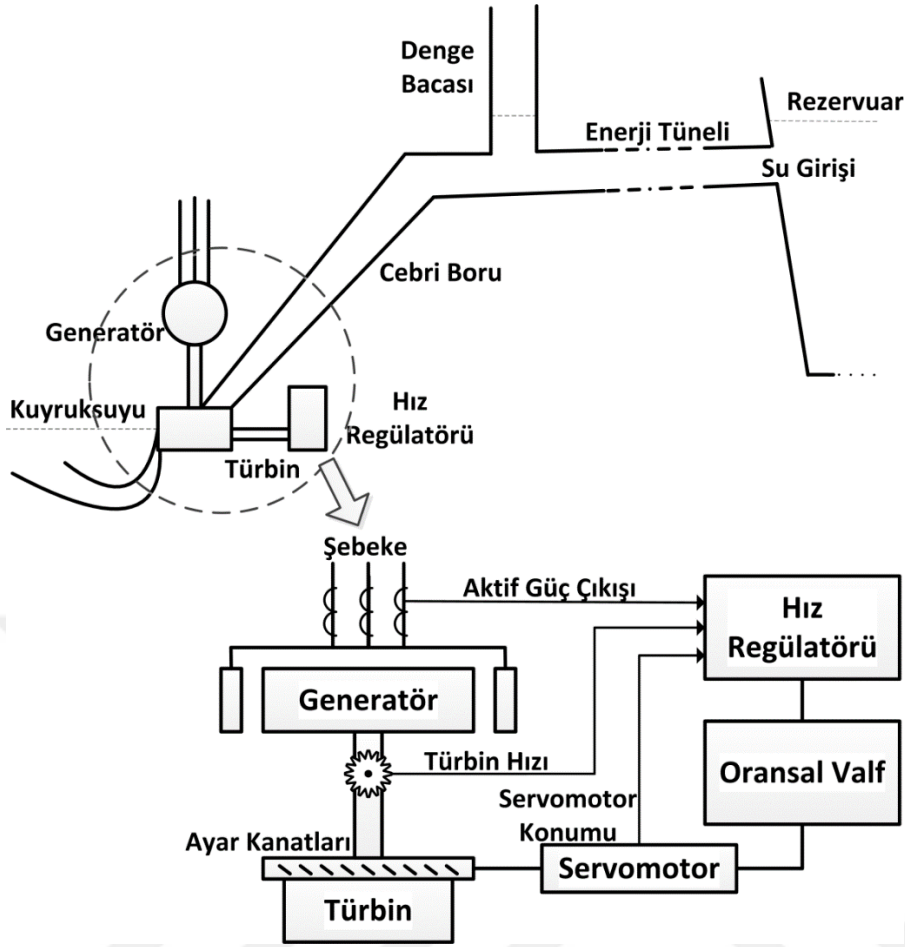 Denge
Bacası
Rezervuar
Enerji Tüneli
Su Girişi
Cebri Boru
Generatör
Kuyruksuyu
Hız
Regülatörü
Türbin
Şebeke
Aktif Güç Çıkışı
Hız
Regülatörü
Generatör
Türbin Hızı
Oransal Valf
Servomotor
Konumu
Ayar Kanatları
Servomotor
Türbin